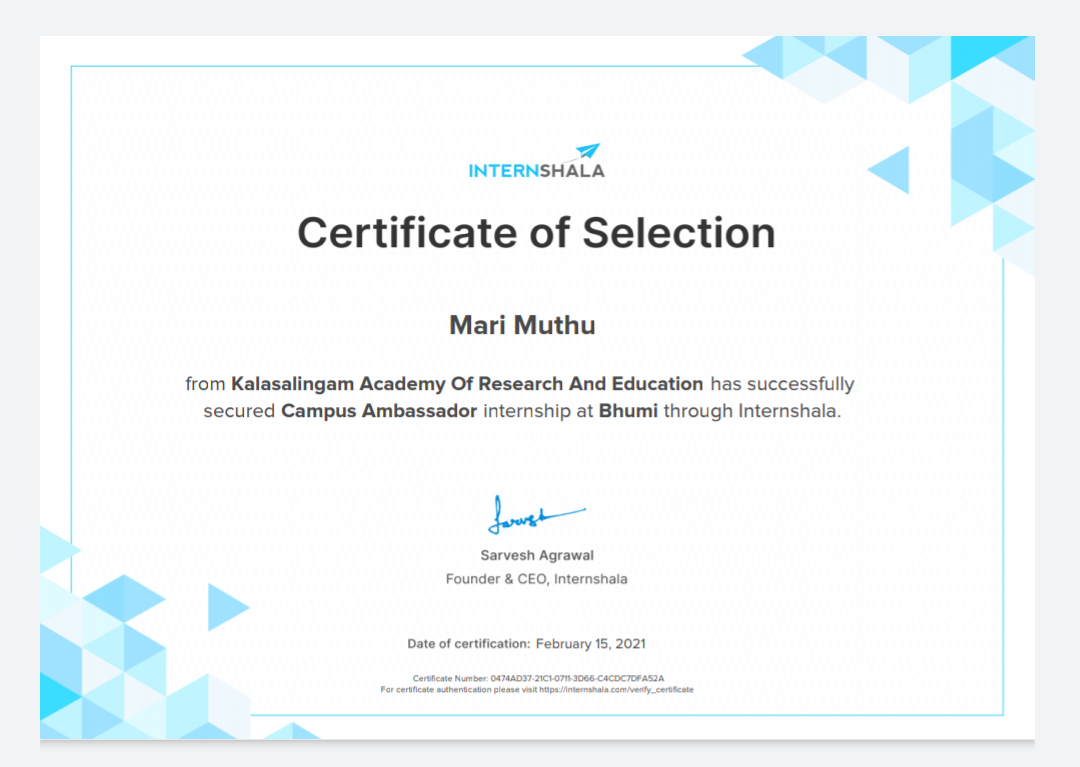 INTERNSHALA
Certificate of Selection
Mari Muthu
from Kalasalingam Academy Of Research And Education has successfully
secured Campus Ambassador internship at Bhumi through Internshala.
Sarvesh
Sarvesh Agrawal
Founder & CEO, Internshala
Date of certification: February 15, 2021
Certificate Number: 0474AD37-21C1-0711-3D66-C4CDC7DFA52A
For certificate authentication please visit https://internshala.com/verify_certificate